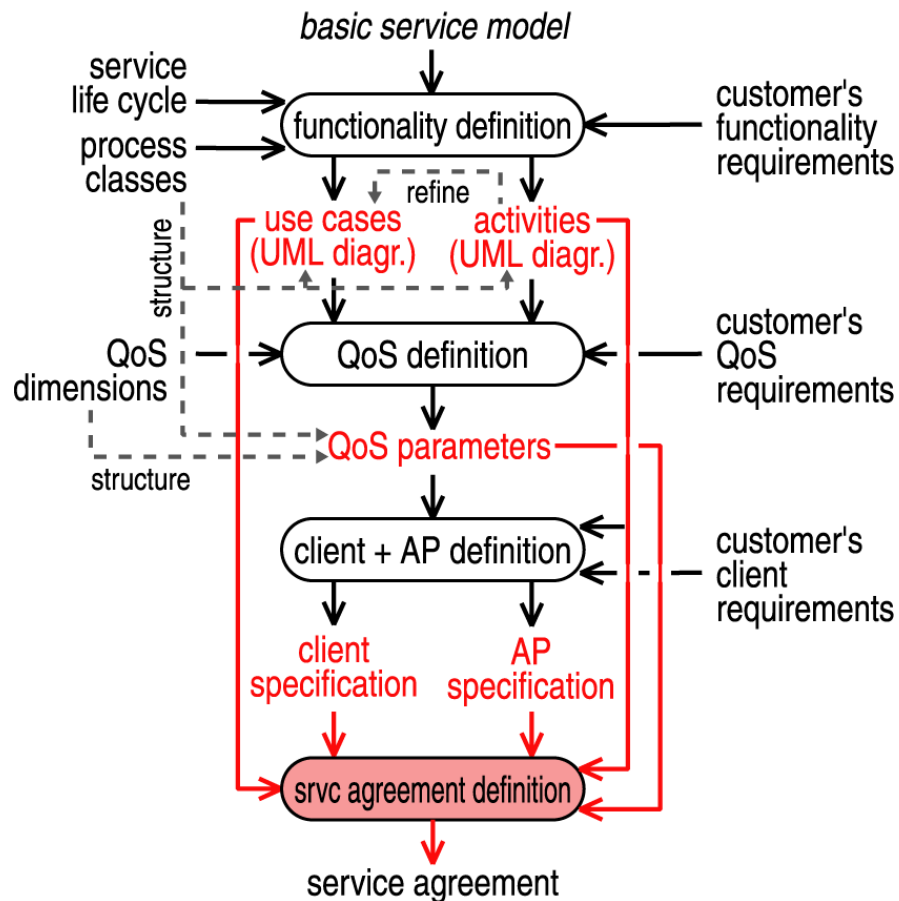 basic service model
service
life cycle
functionality definition
customer's
functionality
requirements
process
classes
refine
use cases
(UML diagr.)
activities
(UML diagr.)
structure
QoS
dimensions
QoS definition
customer's
QoS
requirements
QoS parameters
structure
client + AP definition
customer's
client
requirements
client
specification
AP
specification
srvc agreement definition
service agreement